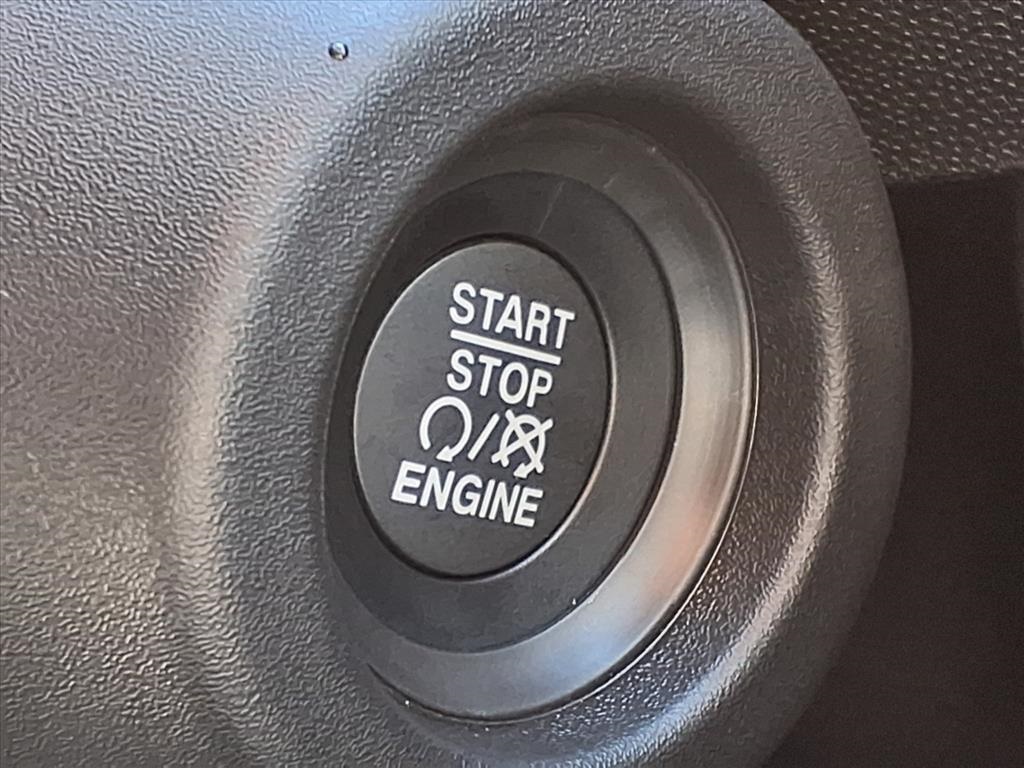 START
STOP
/
ENGINE